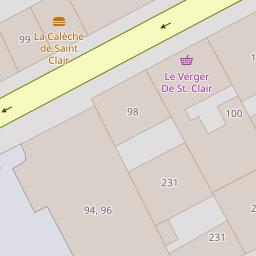 La Calèche
de Saint
Clair
99
Le Verger
De St. Clair
98
100
231
94, 96
231